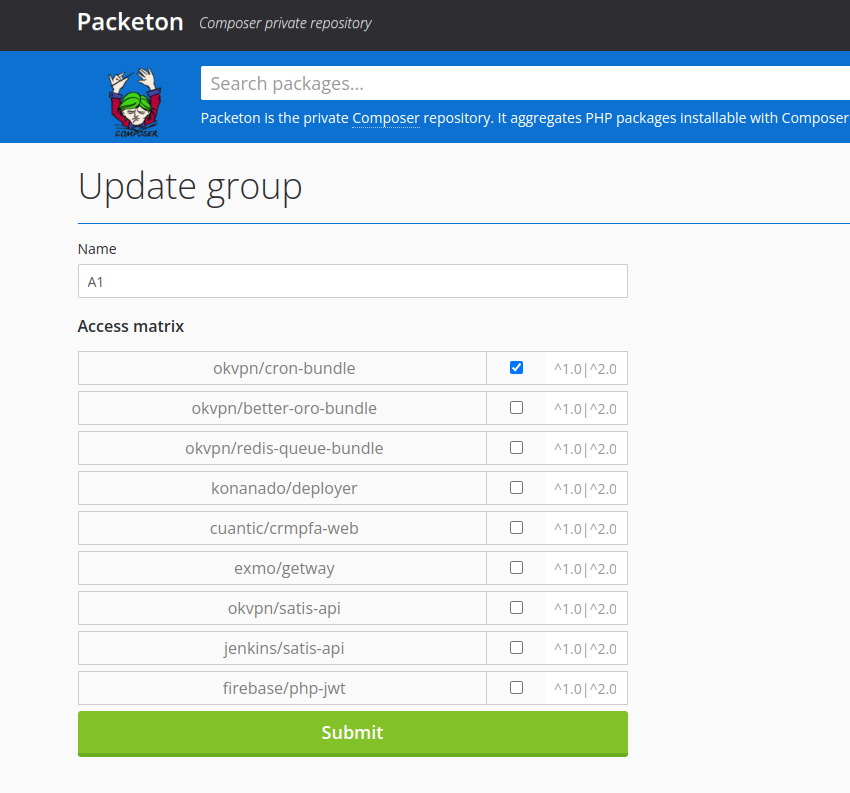 Packeton Composer private repository
Search packages...
COMPOSER
Packeton is the private Composer repository. It aggregates PHP packages installable with Composer
Update group
Name
A1
Access matrix
okvpn/cron-bundle ^1.0|^2.0
okvpn/better-oro-bundle ^1.0|^2.0
okvpn/redis-queue-bundle ^1.0|^2.0
konanado/deployer ^1.0|^2.0
cuantic/crmpfa-web ^1.0|^2.0
exmo/getway ^1.0|^2.0
okvpn/satis-api ^1.0|^2.0
jenkins/satis-api ^1.0|^2.0
firebase/php-jwt ^1.0|^2.0
Submit